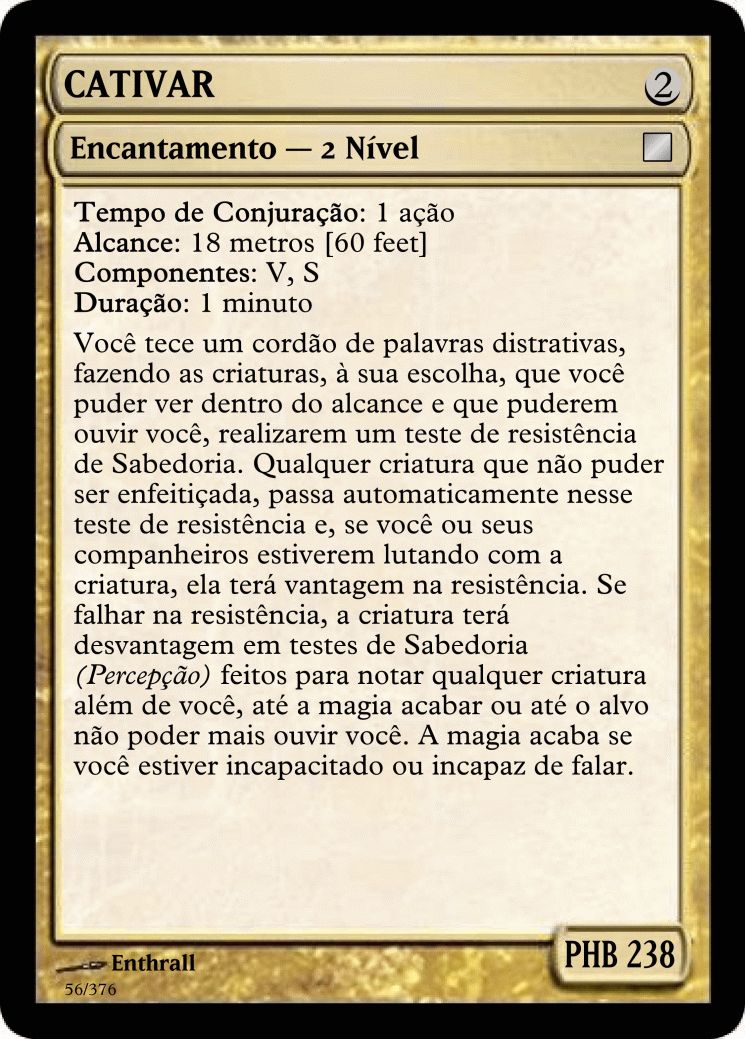 CATIVAR
2
Encantamento — 2 Nível
Tempo de Conjuração: 1 ação
Alcance: 18 metros [60 feet]
Componentes: V, S
Duração: 1 minuto
Você tece um cordão de palavras distrativas,
fazendo as criaturas, à sua escolha, que você
puder ver dentro do alcance e que puderem
ouvir você, realizarem um teste de resistência
de Sabedoria. Qualquer criatura que não puder
ser enfeitiçada, passa automaticamente nesse
teste de resistência e, se você ou seus
companheiros estiverem lutando com a
criatura, ela terá vantagem na resistência. Se
falhar na resistência, a criatura terá
desvantagem em testes de Sabedoria
(Percepção) feitos para notar qualquer criatura
além de você, até a magia acabar ou até o alvo
não poder mais ouvir você. A magia acaba se
você estiver incapacitado ou incapaz de falar.
PHB 238
Enthrall
56/376